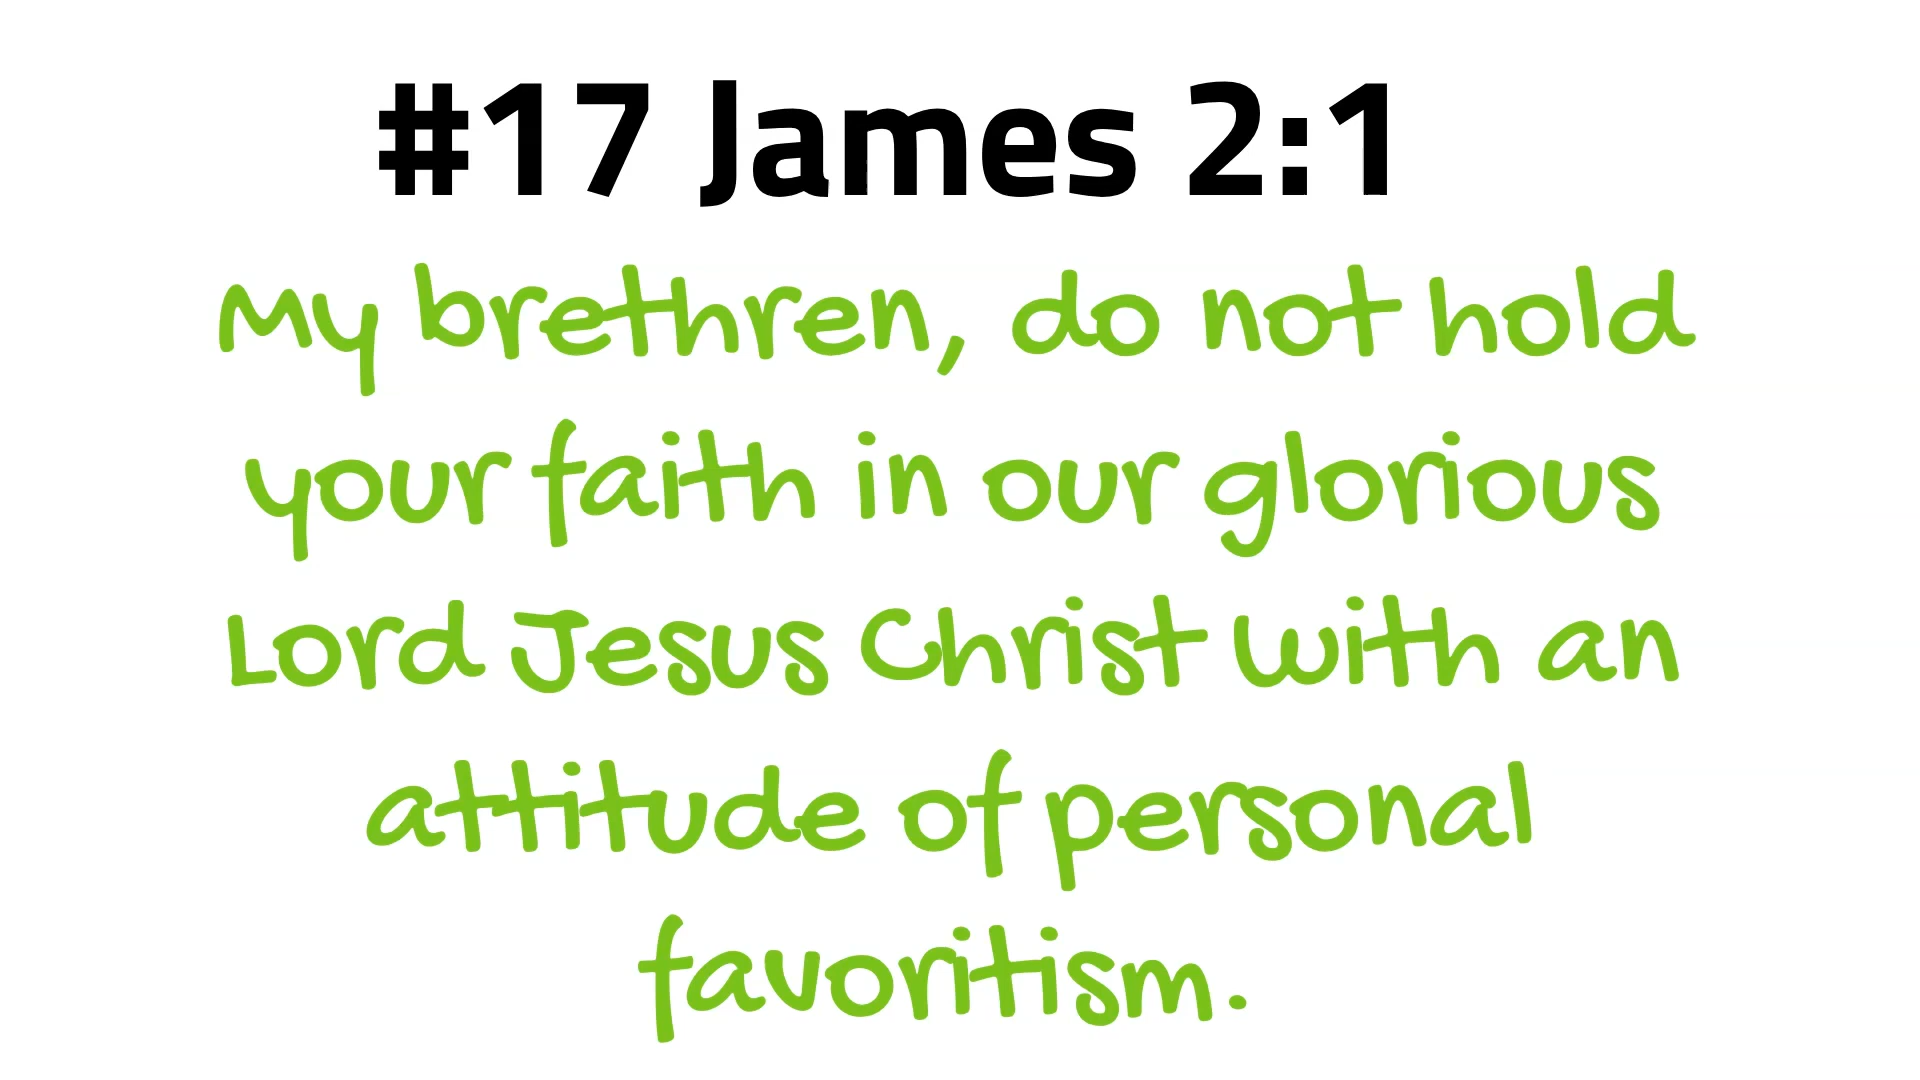 #17 James 2:1
My brethren, do not hold
your faith in our glorious
Lord Jesus Christ with an
attitude of personal
favoritism.